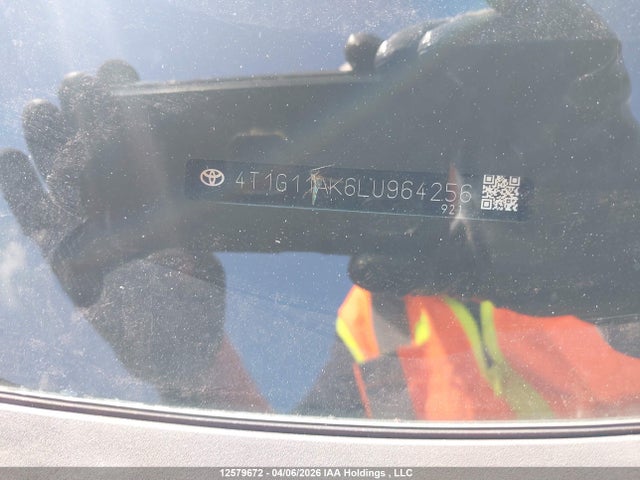 4T1G11AK6LU964256
921
12579672 - 04/06/2026 IAA Holdings , LLC